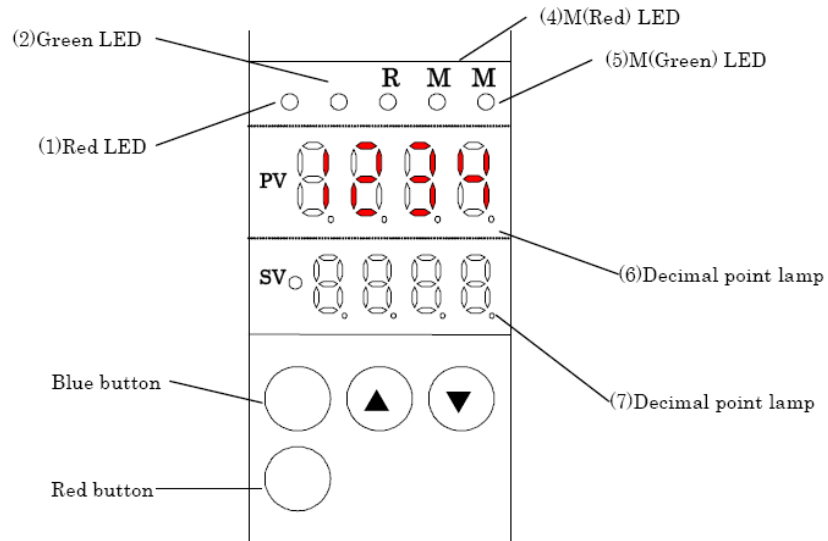 (4)M(Red) LED
(2)Green LED
R M M
(5)M(Green) LED
(1)Red LED
PV 1234
SV
(6)Decimal point lamp
Blue button
▲ ▼
(7)Decimal point lamp
Red button